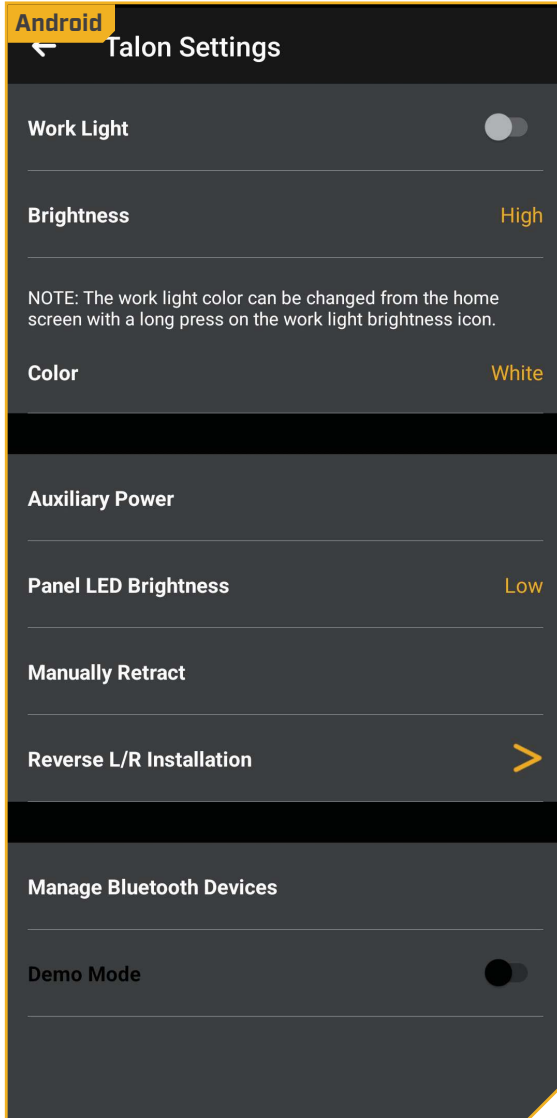 Android
Talon Settings
Work Light
Brightness High
NOTE: The work light color can be changed from the home
screen with a long press on the work light brightness icon.
Color White
Auxiliary Power
Panel LED Brightness Low
Manually Retract
Reverse L/R Installation >
Manage Bluetooth Devices
Demo Mode